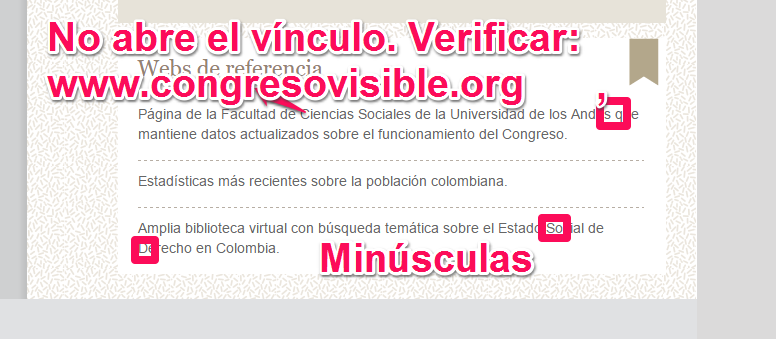 No abre el vínculo. Verificar:
Webs de referencia
www.congresovisible.org ,
Página de la Facultad de Ciencias Sociales de la Universidad de los Andes que
mantiene datos actualizados sobre el funcionamiento del Congreso.
Estadísticas más recientes sobre la población colombiana.
Amplia biblioteca virtual con búsqueda temática sobre el Estado Social de
Derecho en Colombia.
Minúsculas